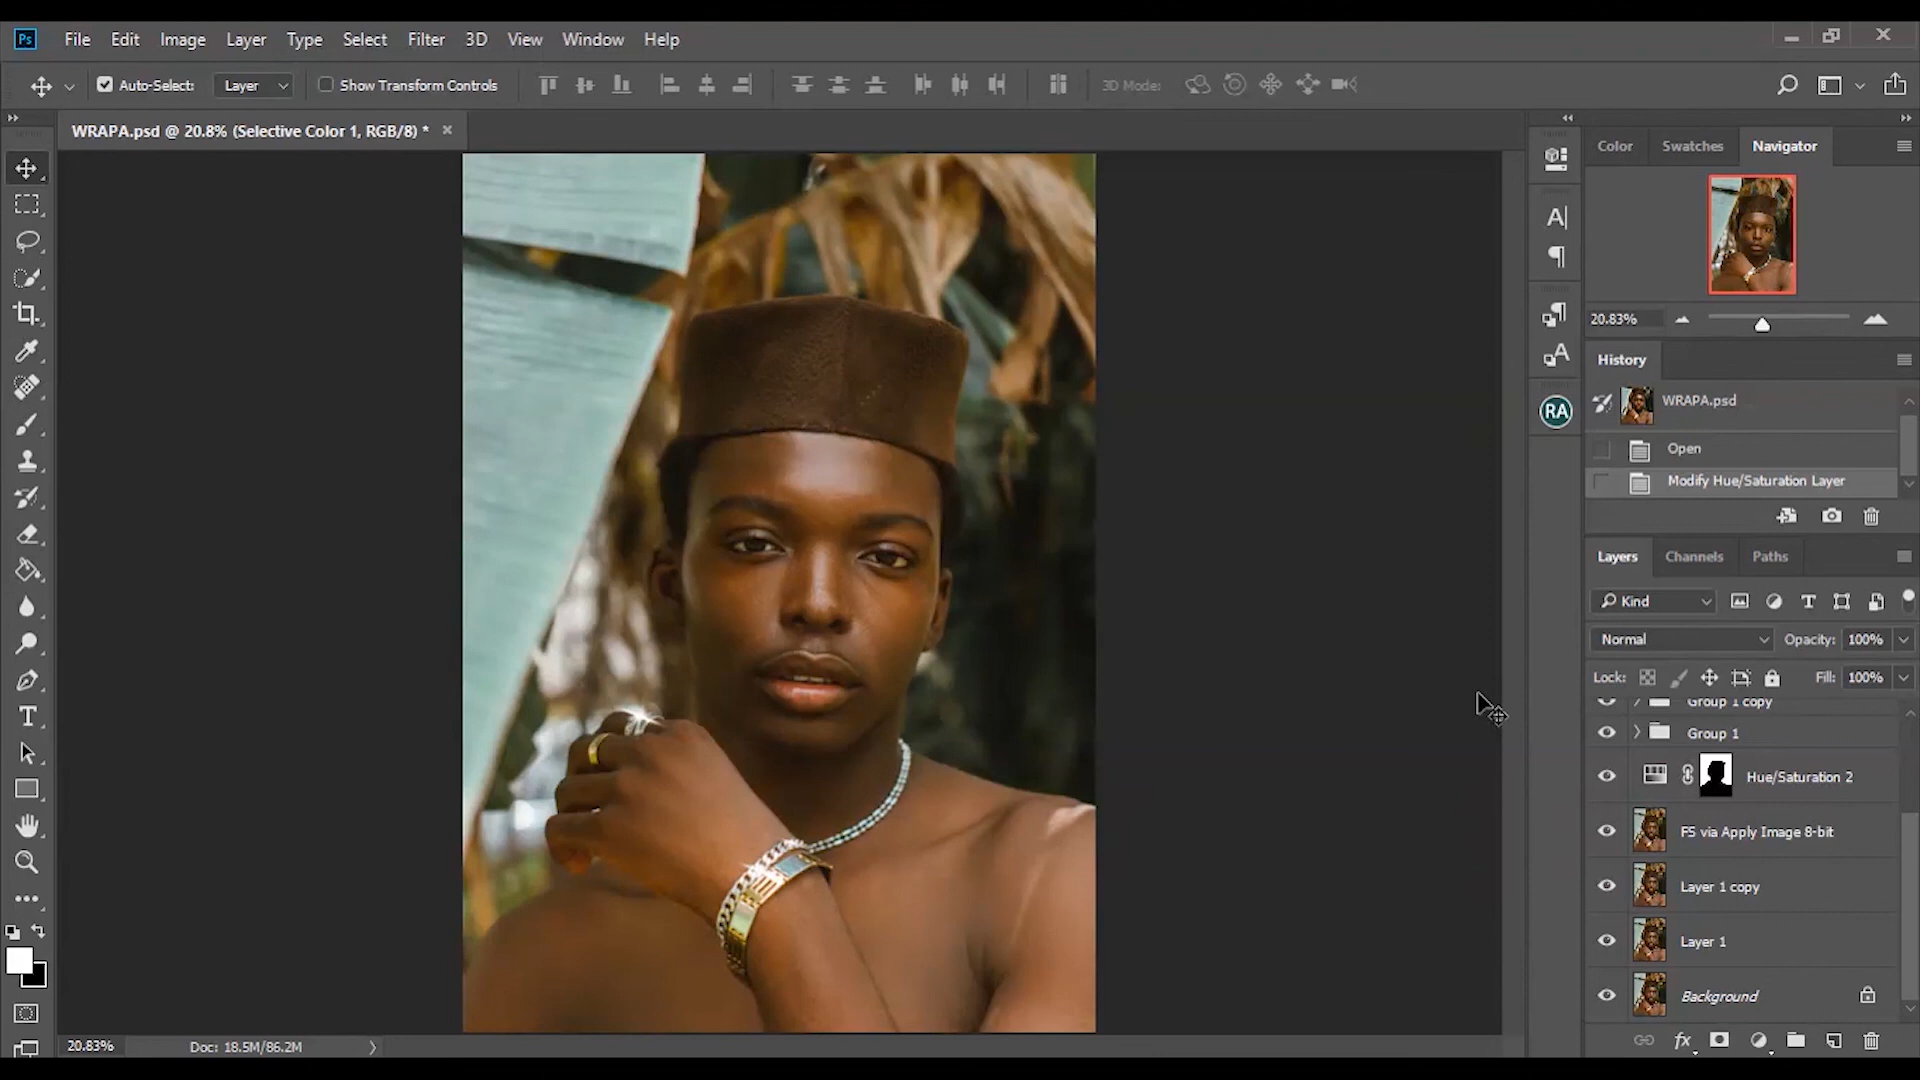 Ps File Edit Image Layer Type Select Filter 3D View Window Help
Auto-Select: Layer Show Transform Controls 3D Mode:
WRAPA.psd @ 20.8% (Selective Color 1, RGB/8) *
Color Swatches Navigator
20.83%
History
WRAPA.psd
Open
Modify Hue/Saturation Layer
RA
Layers Channels Paths
Kind
Normal Opacity: 100%
Lock: Fill: 100%
Group 1 copy
Group 1
Hue/Saturation 2
FS via Apply Image 8-bit
Layer 1 copy
Layer 1
Background
fx
20.83% Doc: 18.5M/86.2M